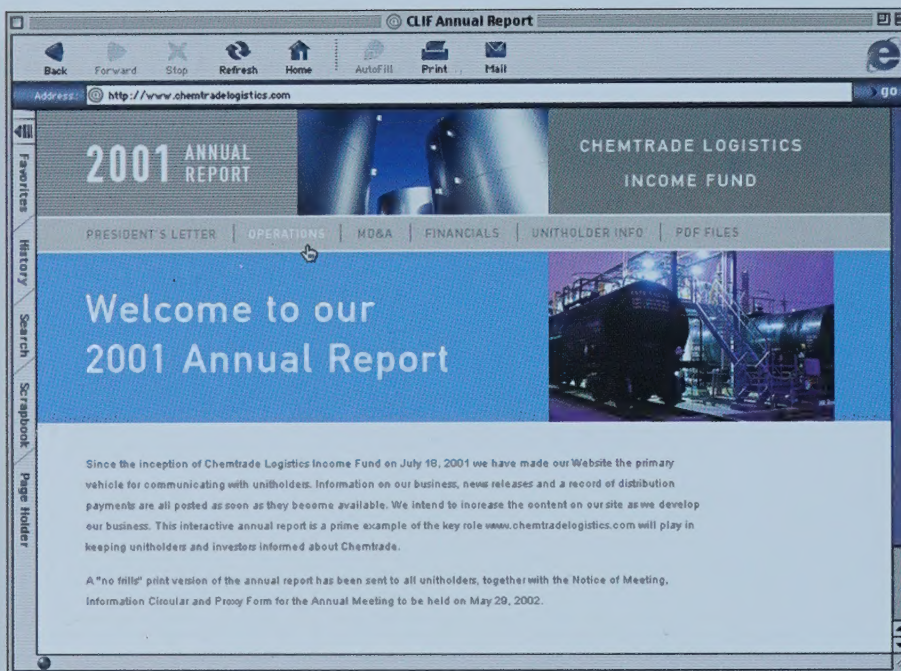 CLIF Annual Report
Back Forward Stop Refresh Home AutoFill Print Mail
Address: http://www.chemtradelogistics.com go
Favorites
History
Search
Scrapbook
Page Holder
2001 ANNUAL
REPORT
CHEMTRADE LOGISTICS
INCOME FUND
PRESIDENT'S LETTER | OPERATIONS | MD&A | FINANCIALS | UNITHOLDER INFO | PDF FILES
Welcome to our
2001 Annual Report
Since the inception of Chemtrade Logistics Income Fund on July 18, 2001 we have made our Website the primary
vehicle for communicating with unitholders. Information on our business, news releases and a record of distribution
payments are all posted as soon as they become available. We intend to increase the content on our site as we develop
our business. This interactive annual report is a prime example of the key role www.chemtradelogistics.com will play in
keeping unitholders and investors informed about Chemtrade.
A "no frills" print version of the annual report has been sent to all unitholders, together with the Notice of Meeting,
Information Circular and Proxy Form for the Annual Meeting to be held on May 29, 2002.